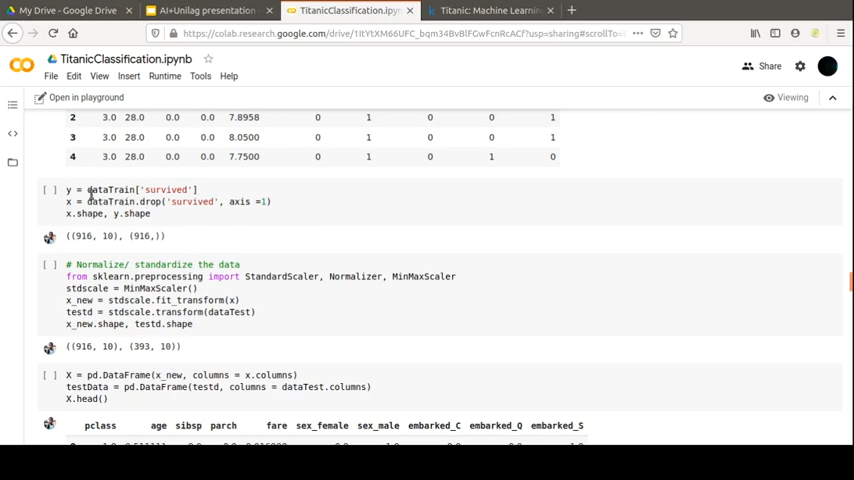 My Drive - Google Drive
AI+Unilag presentation -
TitanicClassification.ipyn
Titanic: Machine Learnin
https://colab.research.google.com/drive/1ItYtXM66UFC_bqm34BvBlFGwFcnRcACf?usp=sharing#scrollTo=
TitanicClassification.ipynb
File Edit View Insert Runtime Tools Help
Share
Open in playground
Viewing
2 3.0 28.0 0.0 0.0 7.8958 0 1 0 0 1
3 3.0 28.0 0.0 0.0 8.0500 0 1 0 0 1
4 3.0 28.0 0.0 0.0 7.7500 0 1 0 1 0
[ ] y = dataTrain['survived']
x = dataTrain.drop('survived', axis =1)
x.shape, y.shape
((916, 10), (916,))
[ ] # Normalize/ standardize the data
from sklearn.preprocessing import StandardScaler, Normalizer, MinMaxScaler
stdscale = MinMaxScaler()
x_new = stdscale.fit_transform(x)
testd = stdscale.transform(dataTest)
x_new.shape, testd.shape
((916, 10), (393, 10))
[ ] X = pd.DataFrame(x_new, columns = x.columns)
testData = pd.DataFrame(testd, columns = dataTest.columns)
X.head()
pclass age sibsp parch fare sex_female sex_male embarked_C embarked_Q embarked_S